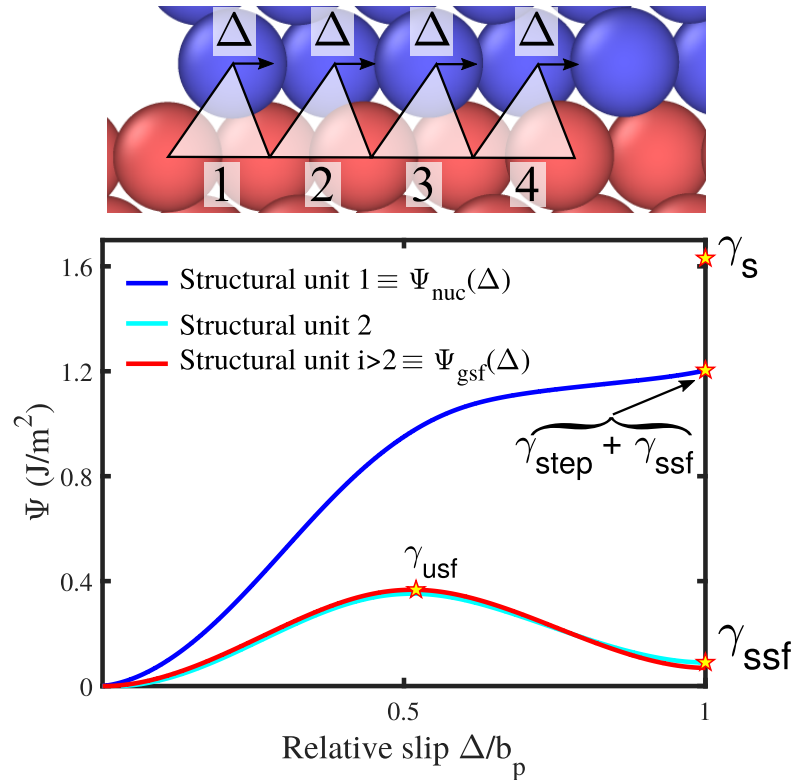 Δ Δ Δ Δ
1 2 3 4
γs
1.6
Structural unit 1 ≡ Ψnuc(Δ)
Structural unit 2
Structural unit i>2 ≡ Ψgsf(Δ)
1.2
γstep + γssf
0.8
Ψ (J/m²)
γusf
0.4
γssf
0
0.5 1
Relative slip Δ/bp